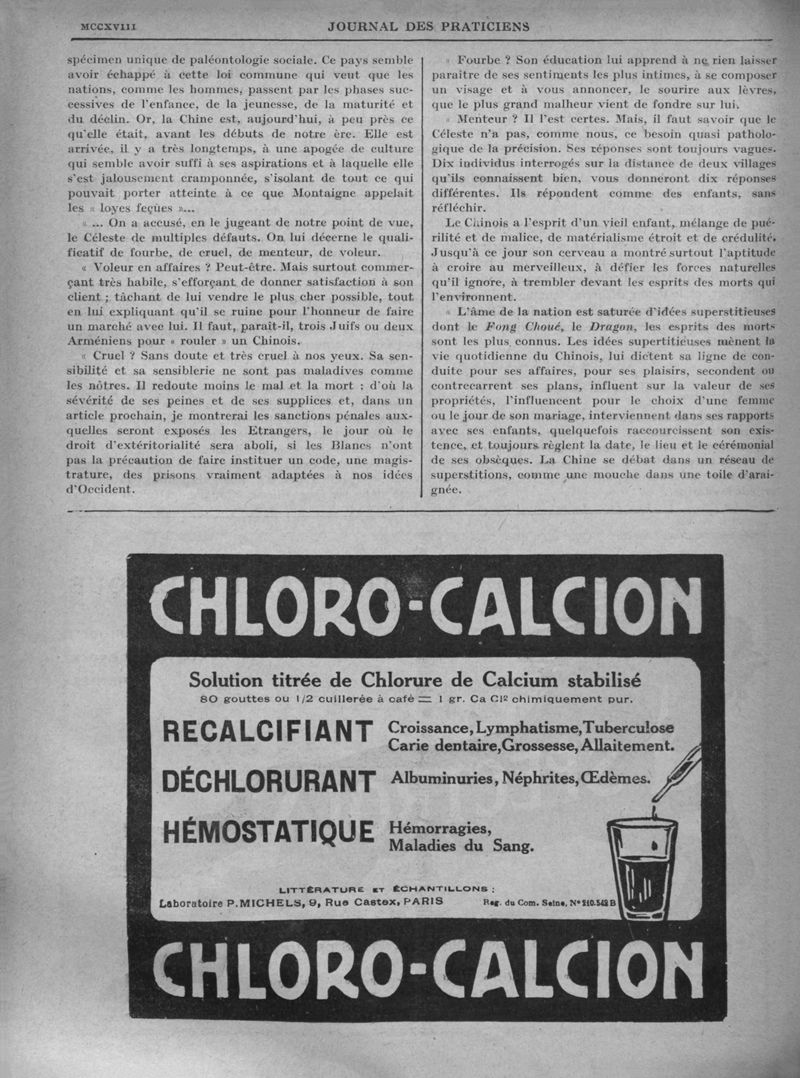 MCCXVIII
JOURNAL DES PRATICIENS
spécimen unique de paléontologie sociale. Ce pays semble
avoir échappé à cette loi commune qui veut que les
nations, comme les hommes, passent par les phases suc-
cessives de l'enfance, de la jeunesse, de la maturité et
du déclin. Or, la Chine est, aujourd'hui, à peu près ce
qu'elle était, avant les débuts de notre ère. Elle est
arrivée, il y a très longtemps, à une apogée de culture
qui semble avoir suffi à ses aspirations et à laquelle elle
s'est jalousement cramponnée, s'isolant de tout ce qui
pouvait porter atteinte à ce que Montaigne appelait
les « loyes feçües »...
« ... On a accusé, en le jugeant de notre point de vue,
le Céleste de multiples défauts. On lui décerne le quali-
ficatif de fourbe, de cruel, de menteur, de voleur.
« Voleur en affaires ? Peut-être. Mais surtout commer-
çant très habile, s'efforçant de donner satisfaction à son
client ; tâchant de lui vendre le plus cher possible, tout
en lui expliquant qu'il se ruine pour l'honneur de faire
un marché avec lui. Il faut, paraît-il, trois Juifs ou deux
Arméniens pour « rouler » un Chinois.
« Cruel ? Sans doute et très cruel à nos yeux. Sa sen-
sibilité et sa sensiblerie ne sont pas maladives comme
les nôtres. Il redoute moins le mal et la mort : d'où la
sévérité de ses peines et de ses supplices et, dans un
article prochain, je montrerai les sanctions pénales aux-
quelles seront exposés les Etrangers, le jour où le
droit d'extéritorialité sera aboli, si les Blancs n'ont
pas la précaution de faire instituer un code, une magis-
trature, des prisons vraiment adaptées à nos idées
d'Occident.
« Fourbe ? Son éducation lui apprend à ne rien laisser
paraître de ses sentiments les plus intimes, à se composer
un visage et à vous annoncer, le sourire aux lèvres,
que le plus grand malheur vient de fondre sur lui.
« Menteur ? Il l'est certes. Mais, il faut savoir que le
Céleste n'a pas, comme nous, ce besoin quasi patholo-
gique de la précision. Ses réponses sont toujours vagues.
Dix individus interrogés sur la distance de deux villages
qu'ils connaissent bien, vous donneront dix réponses
différentes. Ils répondent comme des enfants, sans
réfléchir.
Le Chinois a l'esprit d'un vieil enfant, mélange de pué-
rilité et de malice, de matérialisme étroit et de crédulité.
Jusqu'à ce jour son cerveau a montré surtout l'aptitude
à croire au merveilleux, à défier les forces naturelles
qu'il ignore, à trembler devant les esprits des morts qui
l'environnent.
« L'âme de la nation est saturée d'idées superstitieuses
dont le Fong Choué, le Dragon, les esprits des morts
sont les plus connus. Les idées supertitieuses mènent la
vie quotidienne du Chinois, lui dictent sa ligne de con-
duite pour ses affaires, pour ses plaisirs, secondent ou
contrecarrent ses plans, influent sur la valeur de ses
propriétés, l'influencent pour le choix d'une femme
ou le jour de son mariage, interviennent dans ses rapports
avec ses enfants, quelquefois raccourcissent son exis-
tence, et toujours règlent la date, le lieu et le cérémonial
de ses obsèques. La Chine se débat dans un réseau de
superstitions, comme une mouche dans une toile d'arai-
gnée.
CHLORO-CALCION
Solution titrée de Chlorure de Calcium stabilisé
80 gouttes ou 1/2 cuillerée à café = 1 gr. Ca Cl² chimiquement pur.
RECALCIFIANT
Croissance, Lymphatisme, Tuberculose
Carie dentaire, Grossesse, Allaitement.
DÉCHLORURANT
Albuminuries, Néphrites, Œdèmes.
HÉMOSTATIQUE
Hémorragies,
Maladies du Sang.
LITTÉRATURE ET ÉCHANTILLONS :
Laboratoire P. MICHELS, 9, Rue Castex, PARIS
Reg. du Com. Seine, Nº 210.542 B
CHLORO-CALCION